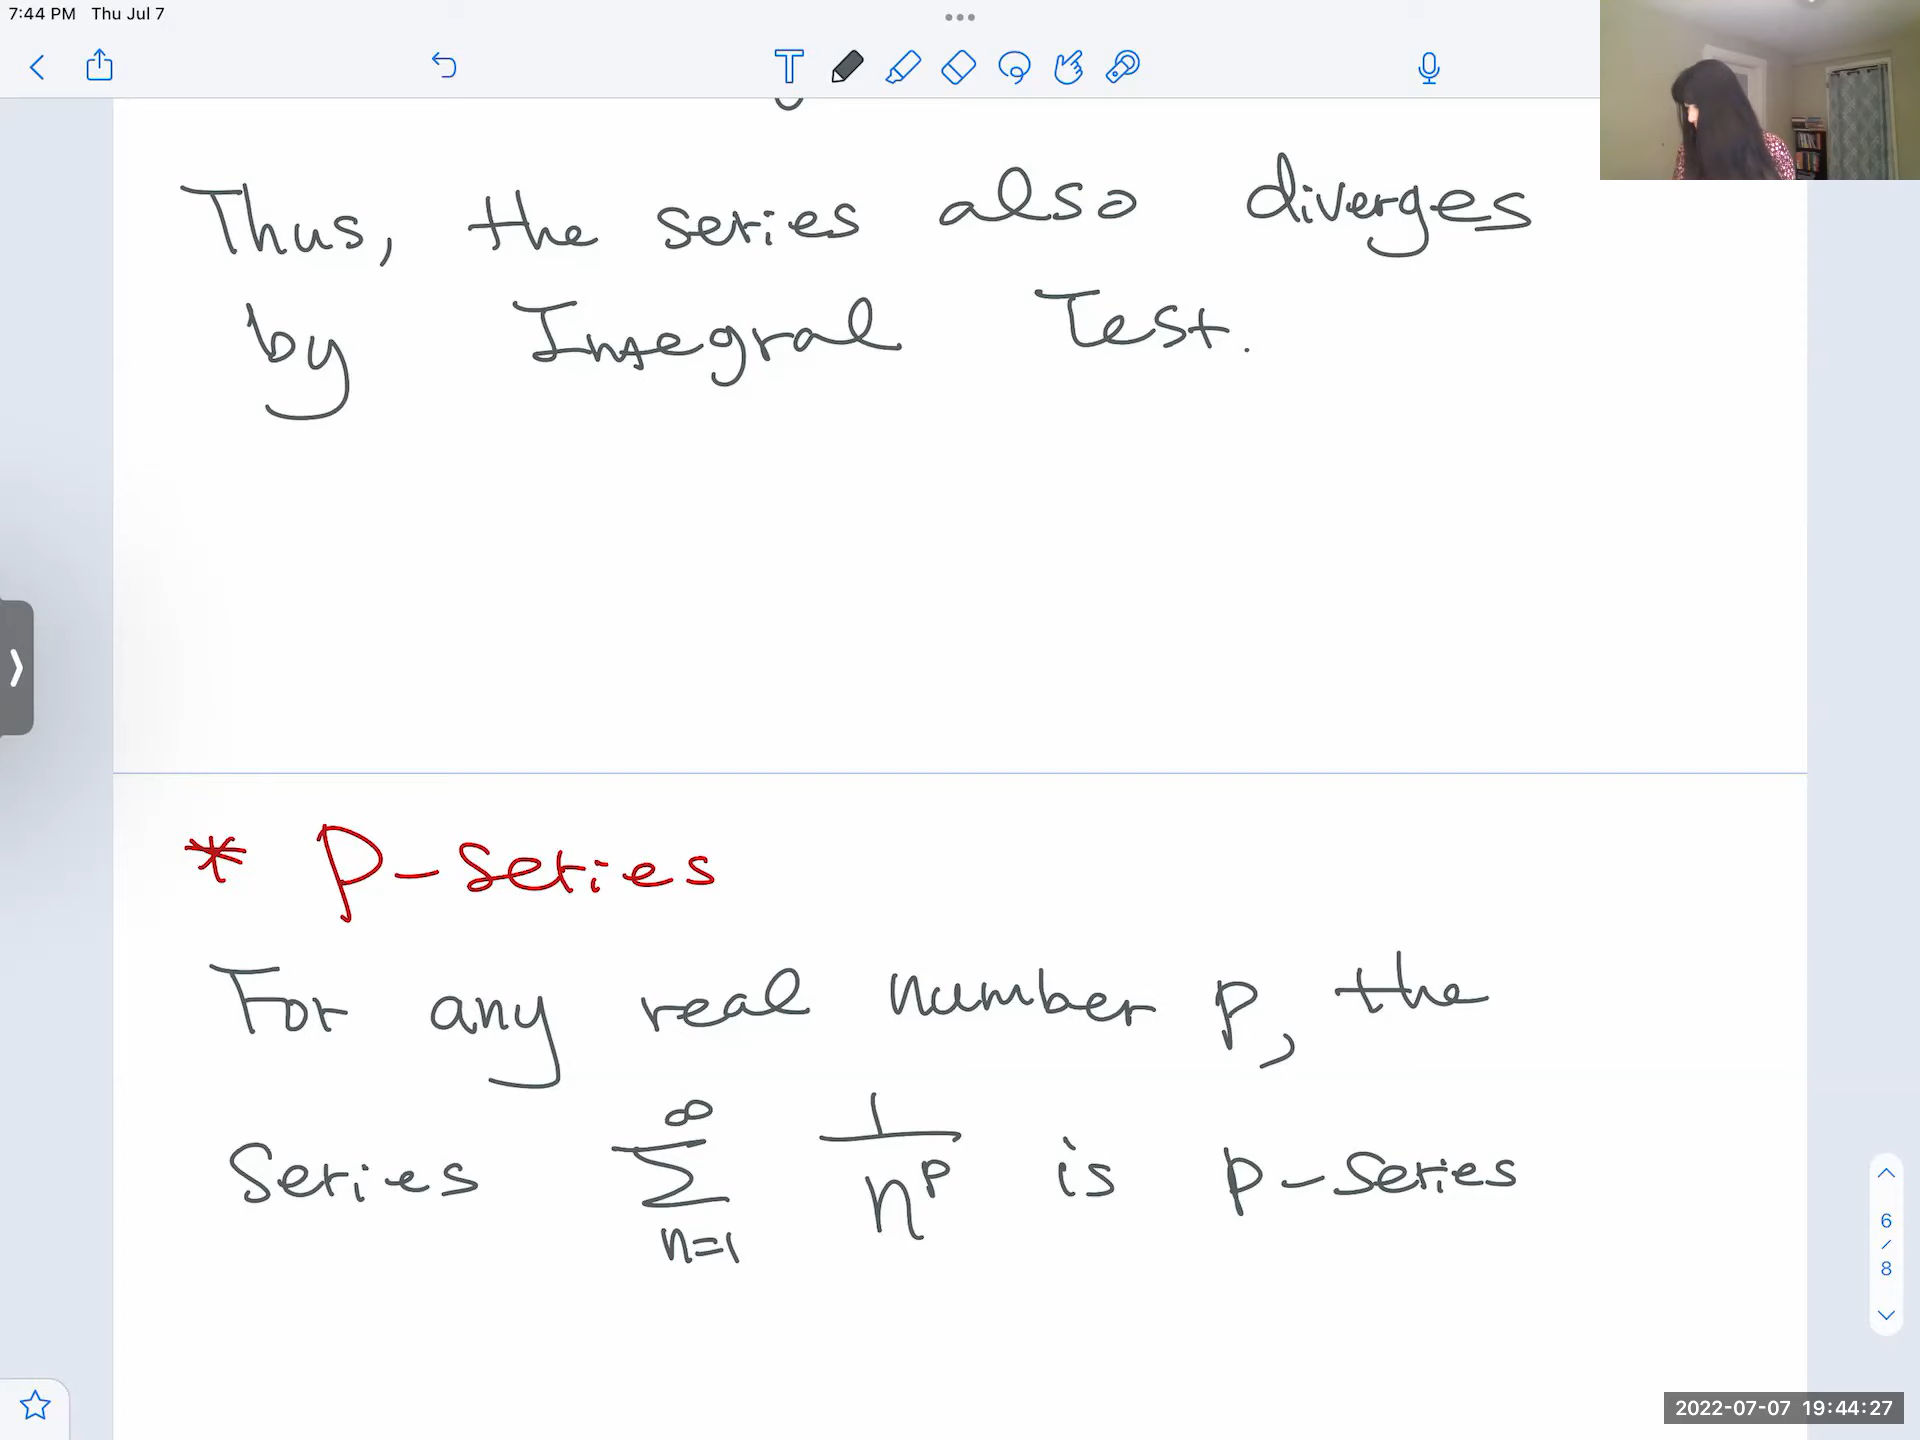 7:44 PM Thu Jul 7
Thus, the series also diverges
by Integral Test.
* P-series
For any real number p, the
Series ∞ Σ n=1 1/n^p is p-series
6
/
8
2022-07-07 19:44:27